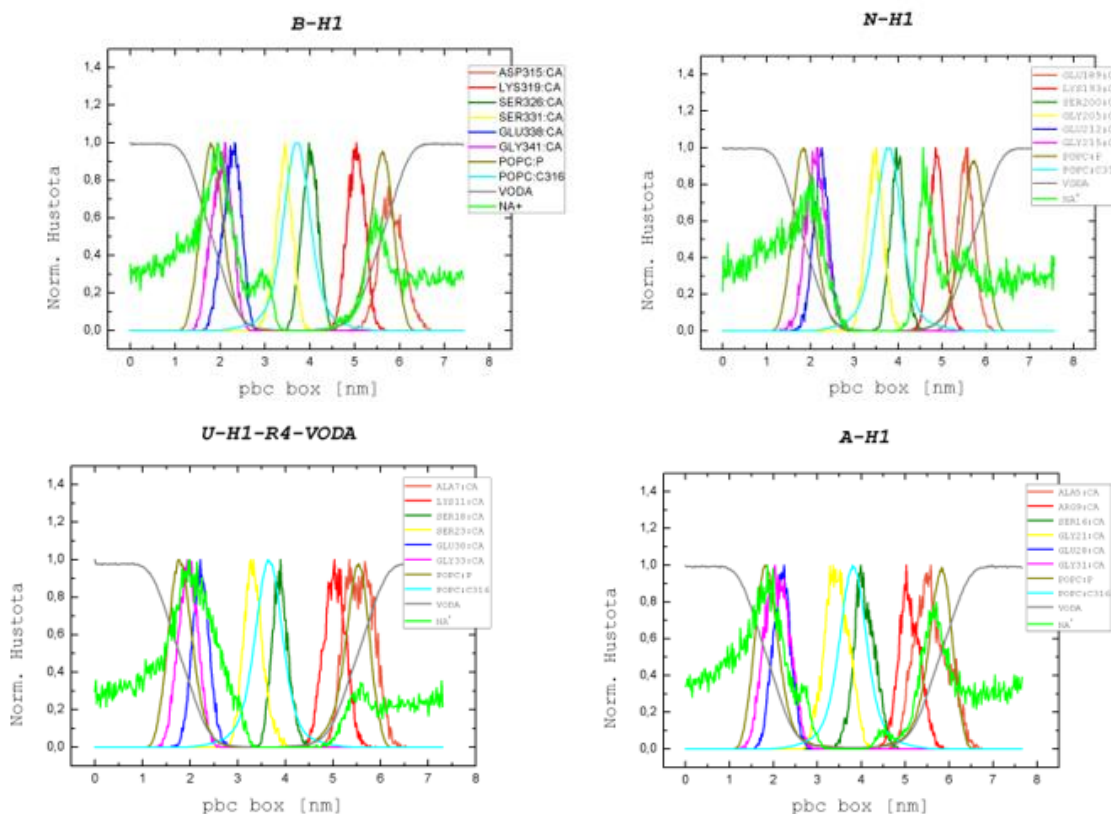 B-H1
1,4
1,2
1,0
0,8
0,6
0,4
0,2
0,0
Norm. Hustota
0 1 2 3 4 5 6 7 8
pbc box [nm]
ASP315:CA
LYS319:CA
SER326:CA
SER331:CA
GLU338:CA
GLY341:CA
POPC:P
POPC:C316
VODA
NA+
N-H1
1,4
1,2
1,0
0,8
0,6
0,4
0,2
0,0
Norm. Hustota
0 1 2 3 4 5 6 7 8
pbc box [nm]
POPC:P
POPC:C316
VODA
NA+
U-H1-R4-VODA
1,4
1,2
1,0
0,8
0,6
0,4
0,2
0,0
Norm. Hustota
0 1 2 3 4 5 6 7 8
pbc box [nm]
ALA7:CA
LYS11:CA
SER18:CA
SER23:CA
GLU30:CA
GLY33:CA
POPC:P
POPC:C316
VODA
NA+
A-H1
1,4
1,2
1,0
0,8
0,6
0,4
0,2
0,0
Norm. Hustota
0 1 2 3 4 5 6 7 8
pbc box [nm]
ALA5:CA
ARG9:CA
SER16:CA
GLY21:CA
GLU28:CA
GLY31:CA
POPC:P
POPC:C316
VODA
NA+